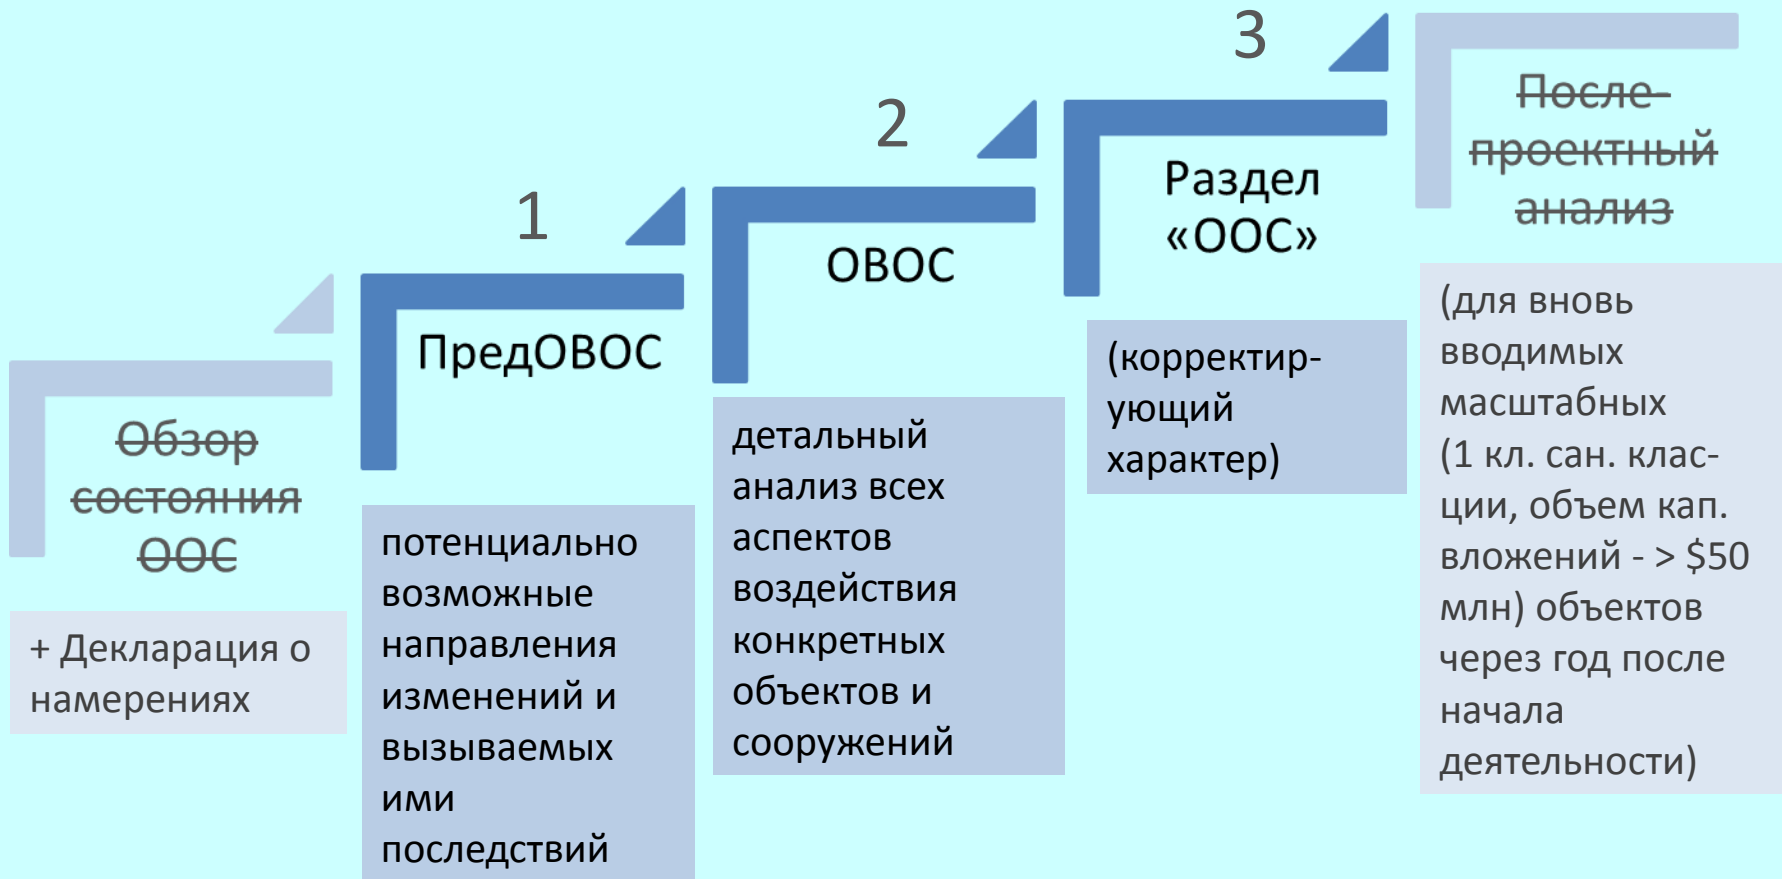 Обзор
состояния
ООС
+ Декларация о
намерениях
1
ПредОВОС
потенциально
возможные
направления
изменений и
вызываемых
ими
последствий
2
ОВОС
детальный
анализ всех
аспектов
воздействия
конкретных
объектов и
сооружений
3
Раздел
«ООС»
(корректир-
ующий
характер)
После-
проектный
анализ
(для вновь
вводимых
масштабных
(1 кл. сан. клас-
ции, объем кап.
вложений - > $50
млн) объектов
через год после
начала
деятельности)